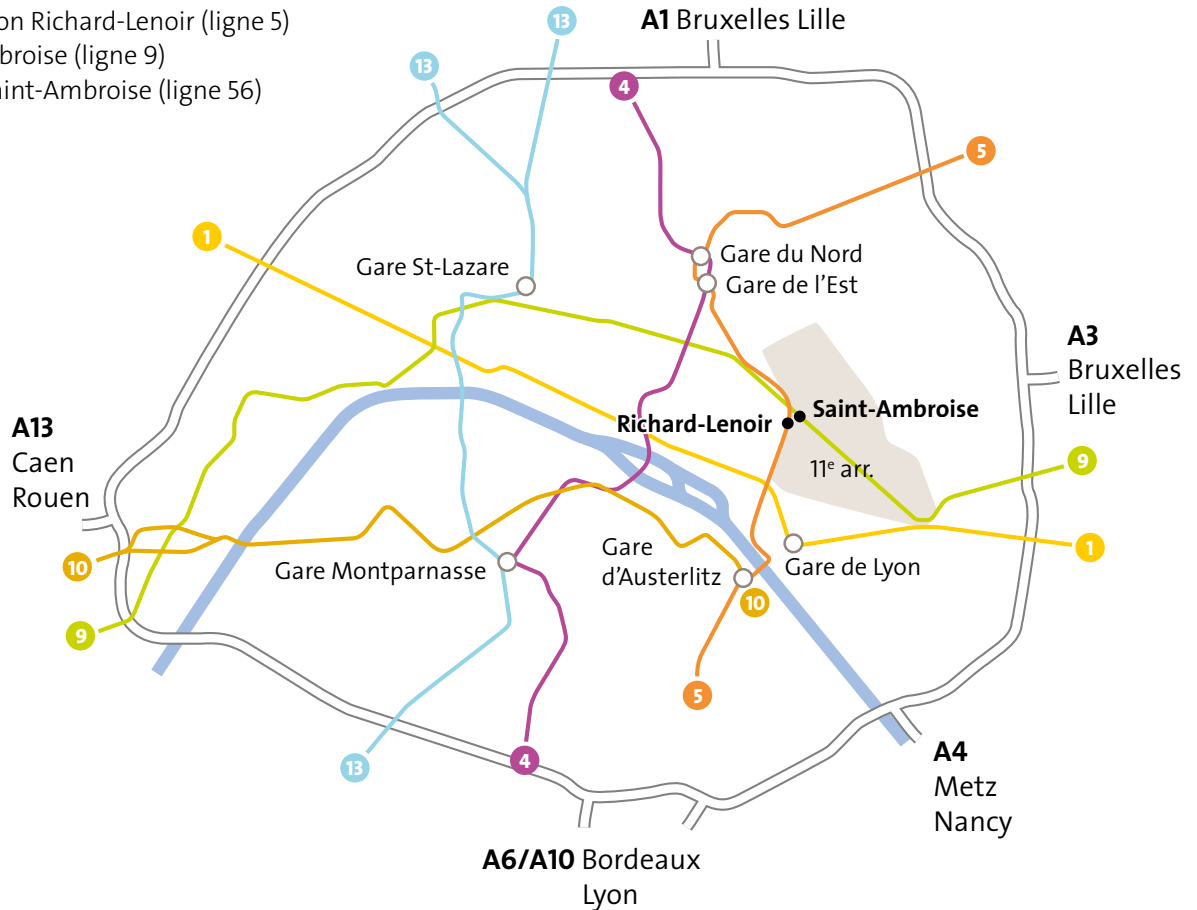 on Richard-Lenoir (ligne 5)
broise (ligne 9)
aint-Ambroise (ligne 56)
13
13
A1 Bruxelles Lille
4
5
1
Gare du Nord
Gare St-Lazare
Gare de l'Est
A3
Bruxelles
Lille
Saint-Ambroise
Richard-Lenoir
A13
Caen
Rouen
11e arr.
9
Gare
d'Austerlitz
1
10
Gare Montparnasse
Gare de Lyon
10
9
5
4
13
A4
Metz
Nancy
A6/A10 Bordeaux
Lyon